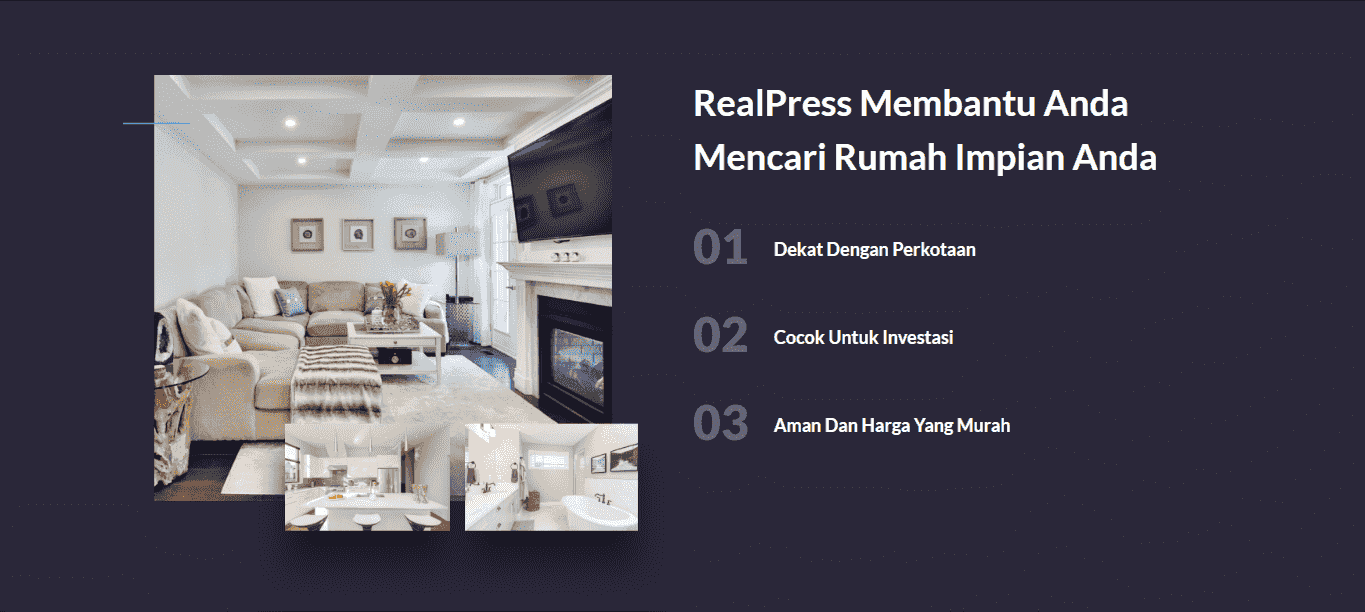 RealPress Membantu Anda
Mencari Rumah Impian Anda
01 Dekat Dengan Perkotaan
02 Cocok Untuk Investasi
03 Aman Dan Harga Yang Murah